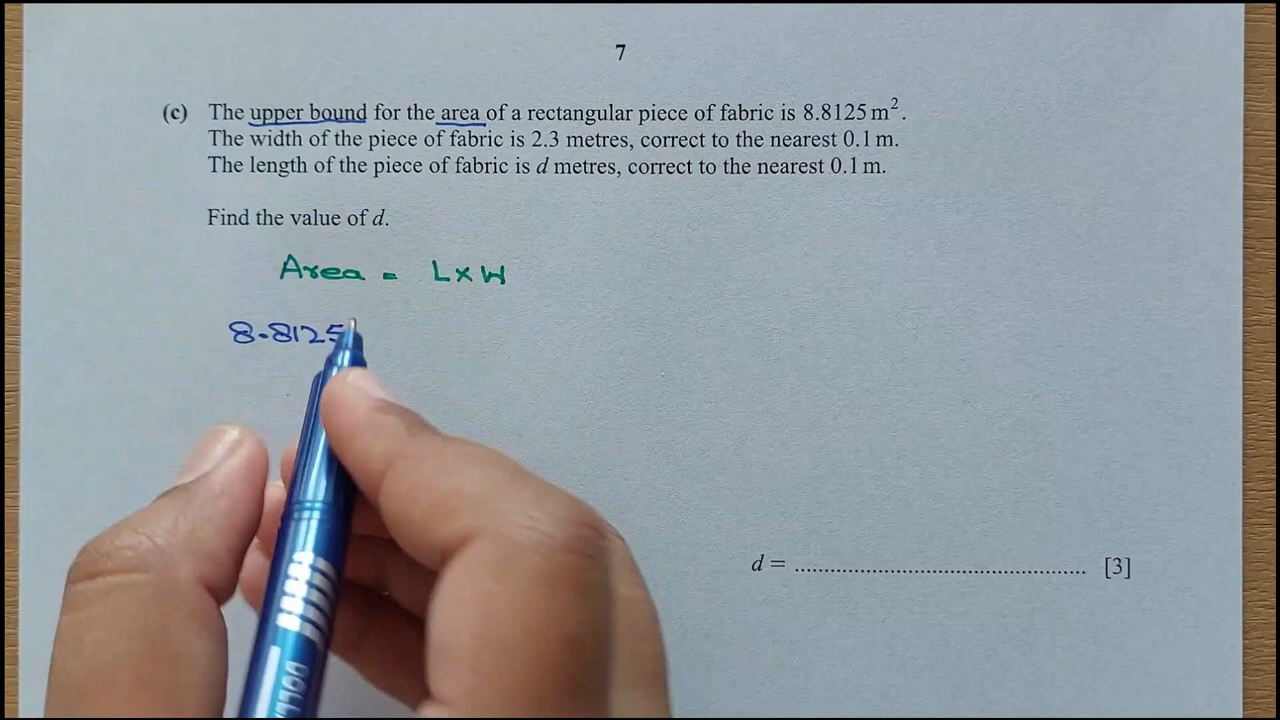 7
(c) The upper bound for the area of a rectangular piece of fabric is 8.8125 m².
The width of the piece of fabric is 2.3 metres, correct to the nearest 0.1 m.
The length of the piece of fabric is d metres, correct to the nearest 0.1 m.
Find the value of d.
Area = L×W
8.8125
d = ................................................ [3]